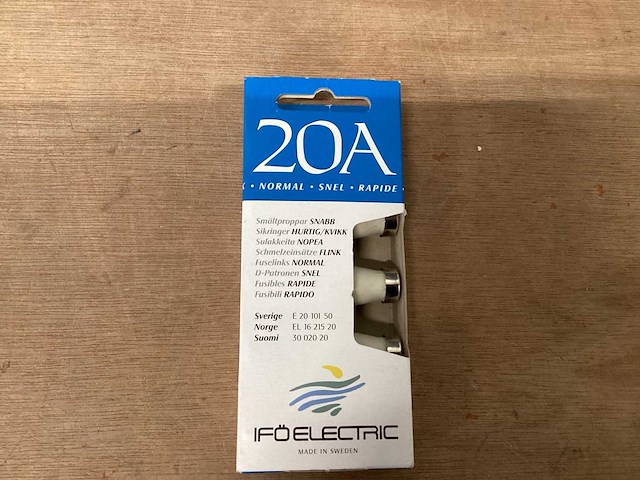 20A
• NORMAL • SNEL • RAPIDE •
Smältproppar SNABB
Sikringer HURTIG/KVIKK
Sulakkeita NOPEA
Schmelzeinsätze FLINK
Fuselinks NORMAL
D-Patronen SNEL
Fusibles RAPIDE
Fusibili RAPIDO
Sverige E 20 101 50
Norge EL 16 215 20
Suomi 30 020 20
IFÖ ELECTRIC
MADE IN SWEDEN